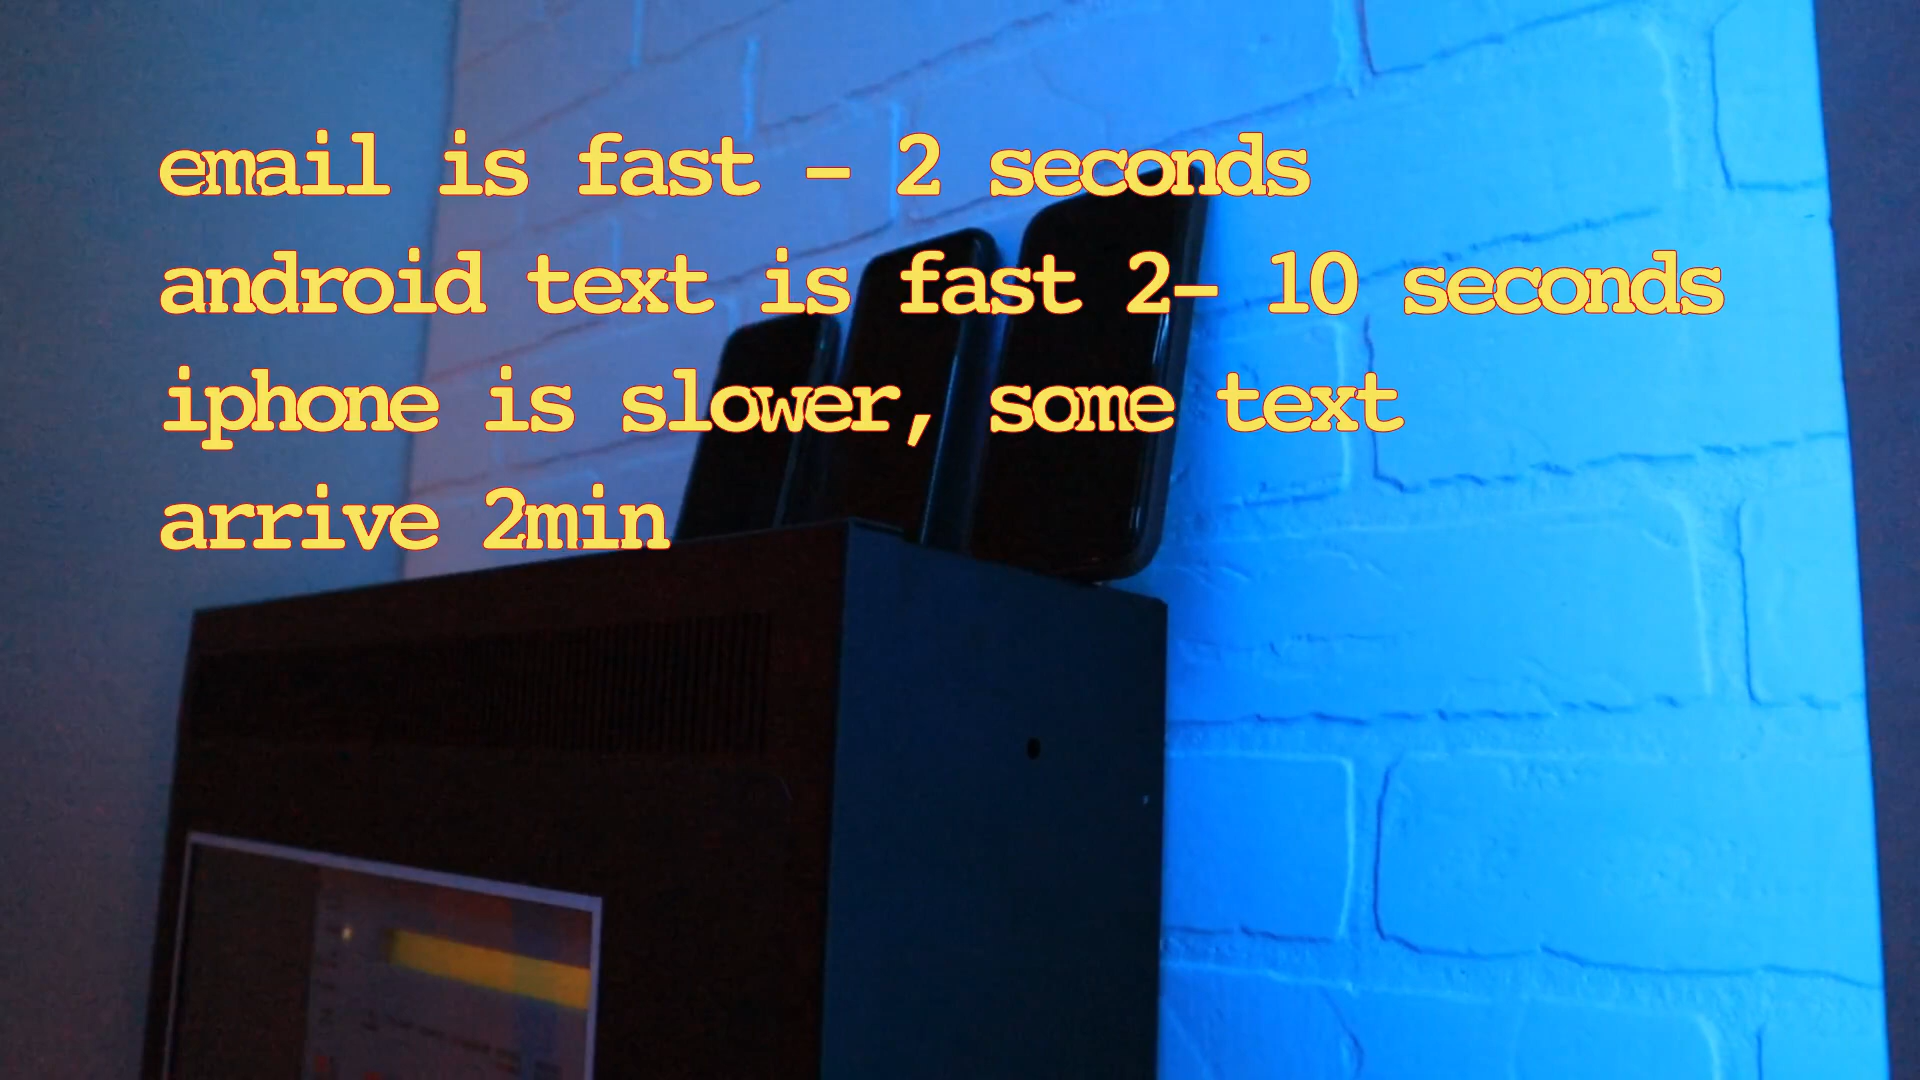 email is fast - 2 seconds
android text is fast 2- 10 seconds
iphone is slower, some text
arrive 2min